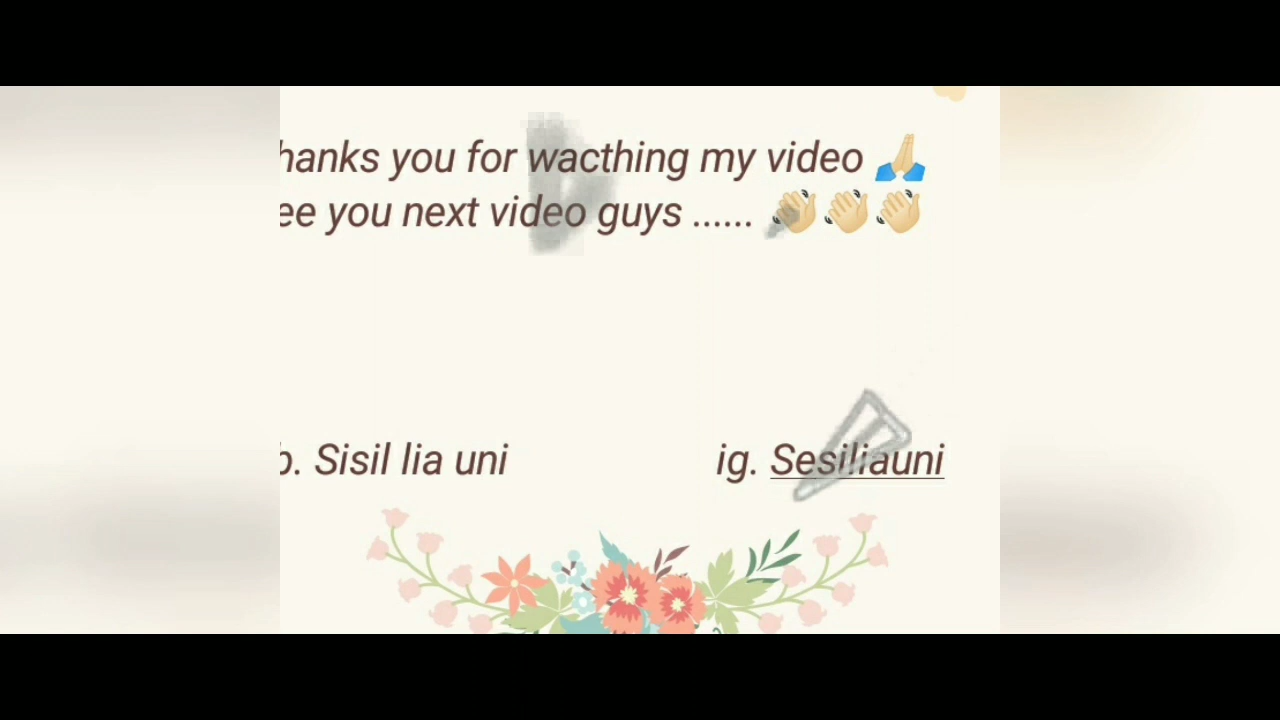 hanks you for wacthing my video 🙏
ee you next video guys ...... 👋👋👋
b. Sisil lia uni ig. Sesiliauni